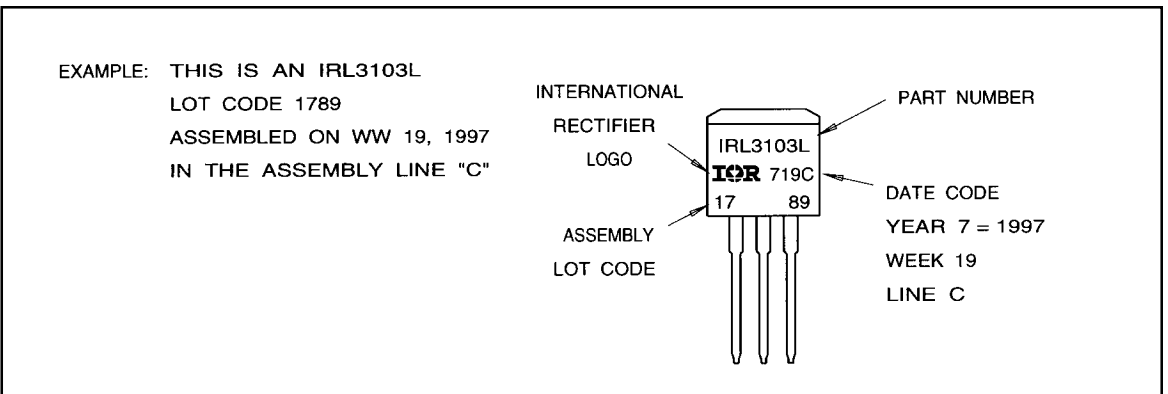 EXAMPLE: THIS IS AN IRL3103L
LOT CODE 1789
ASSEMBLED ON WW 19, 1997
IN THE ASSEMBLY LINE "C"
INTERNATIONAL
RECTIFIER
LOGO
ASSEMBLY
LOT CODE
IRL3103L
IOR 719C
17 89
PART NUMBER
DATE CODE
YEAR 7 = 1997
WEEK 19
LINE C